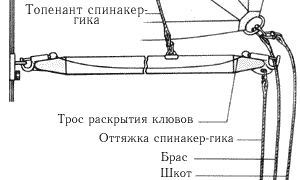 Топенант спинакер-
гика
Трос раскрытия клювов
Оттяжка спинакер-гика
Брас
Шкот